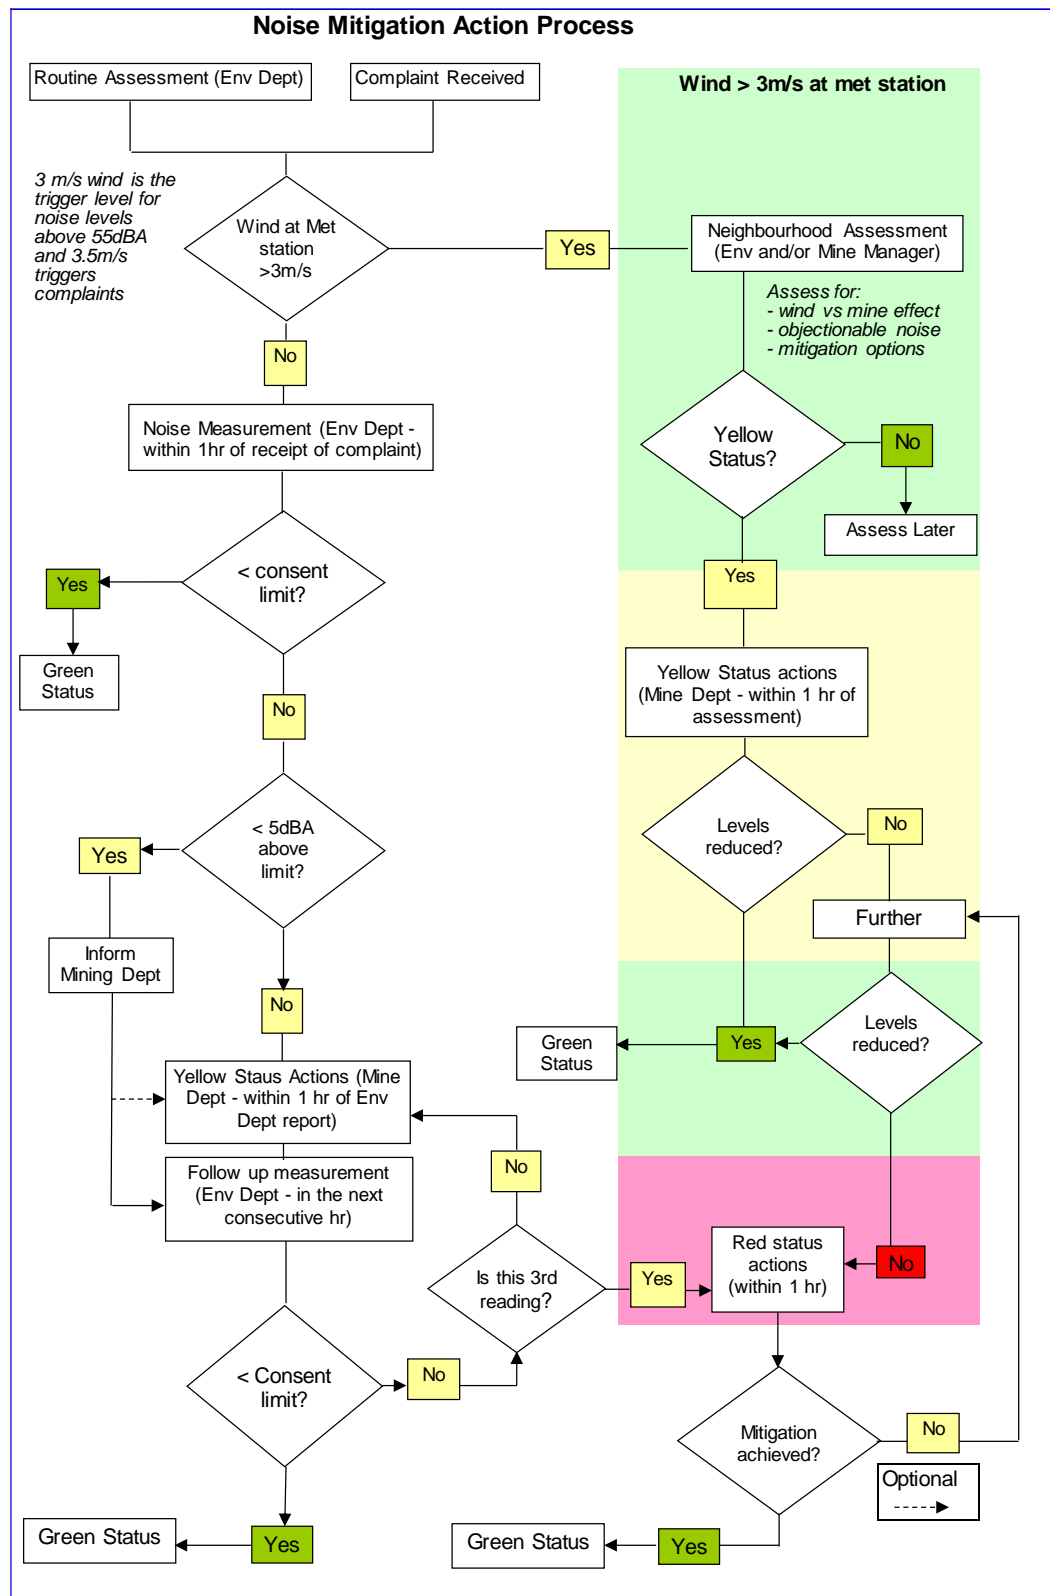 Noise Mitigation Action Process
Routine Assessment (Env Dept)
Complaint Received
Wind > 3m/s at met station
3 m/s wind is the
trigger level for
noise levels
above 55dBA
and 3.5m/s
triggers
complaints
Wind at Met
station
>3m/s
Yes
Neighbourhood Assessment
(Env and/or Mine Manager)
Assess for:
- wind vs mine effect
- objectionable noise
- mitigation options
No
Noise Measurement (Env Dept -
within 1hr of receipt of complaint)
Yellow
Status?
No
Assess Later
< consent
limit?
Yes
Green
Status
Yes
No
Yellow Status actions
(Mine Dept - within 1 hr of
assessment)
< 5dBA
above
limit?
Yes
Levels
reduced?
No
Further
Inform
Mining Dept
No
Levels
reduced?
Yes
Green
Status
Yellow Staus Actions (Mine
Dept - within 1 hr of Env
Dept report)
No
Follow up measurement
(Env Dept - in the next
consecutive hr)
Is this 3rd
reading?
Yes
Red status
actions
(within 1 hr)
No
< Consent
limit?
No
Mitigation
achieved?
No
Optional
Green Status
Yes
Green Status
Yes